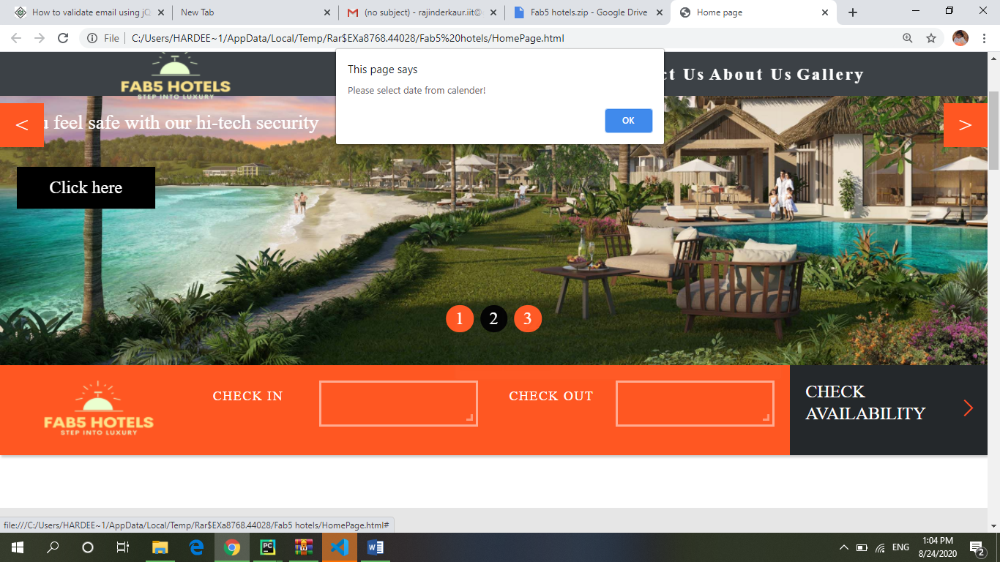 How to validate email using jQ
New Tab
(no subject) - rajinderkaur.iit@
Fab5 hotels.zip - Google Drive
Home page
File
C:/Users/HARDEE~1/AppData/Local/Temp/Rar$EXa8768.44028/Fab5%20hotels/HomePage.html
This page says
Please select date from calender!
OK
FAB5 HOTELS
STEP INTO LUXURY
ct Us About Us Gallery
<
u feel safe with our hi-tech security
>
Click here
1 2 3
FAB5 HOTELS
STEP INTO LUXURY
CHECK IN
CHECK OUT
CHECK
AVAILABILITY
file:///C:/Users/HARDEE~1/AppData/Local/Temp/Rar$EXa8768.44028/Fab5 hotels/HomePage.html#
PC
W
ENG
1:04 PM
8/24/2020
2